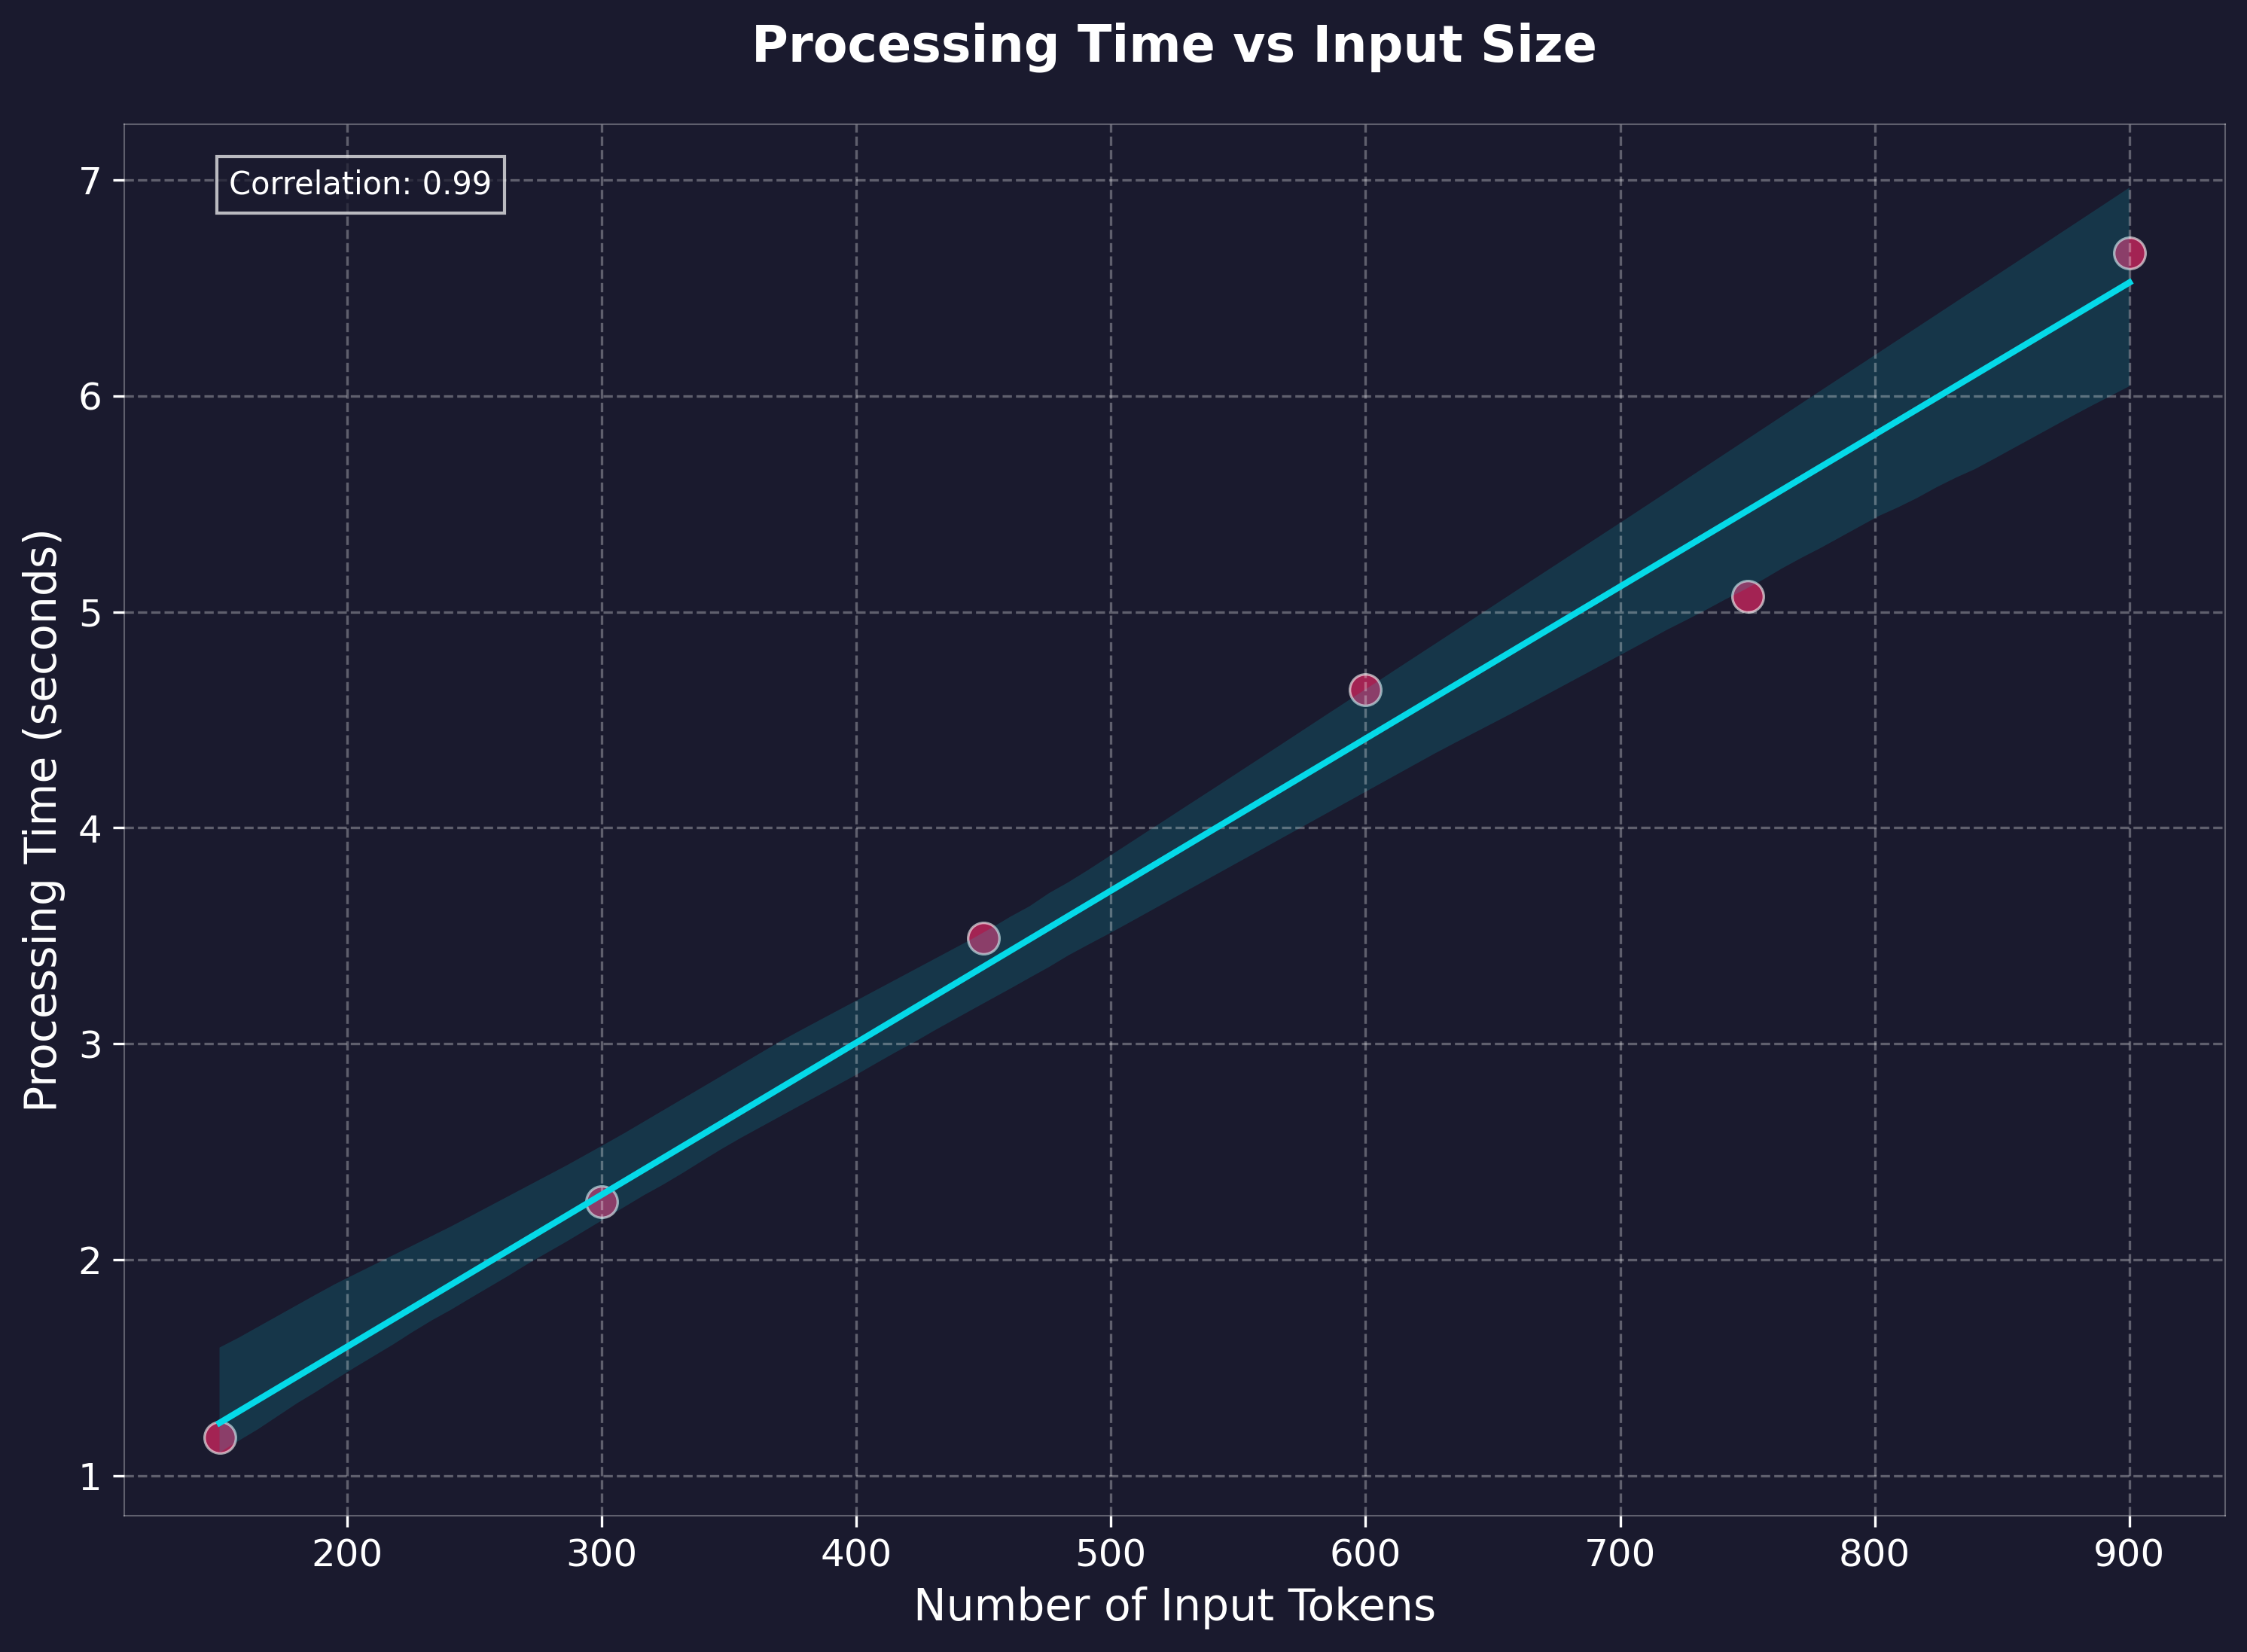 Processing Time vs Input Size
Correlation: 0.99
Processing Time (seconds)
7
6
5
4
3
2
1
200 300 400 500 600 700 800 900
Number of Input Tokens